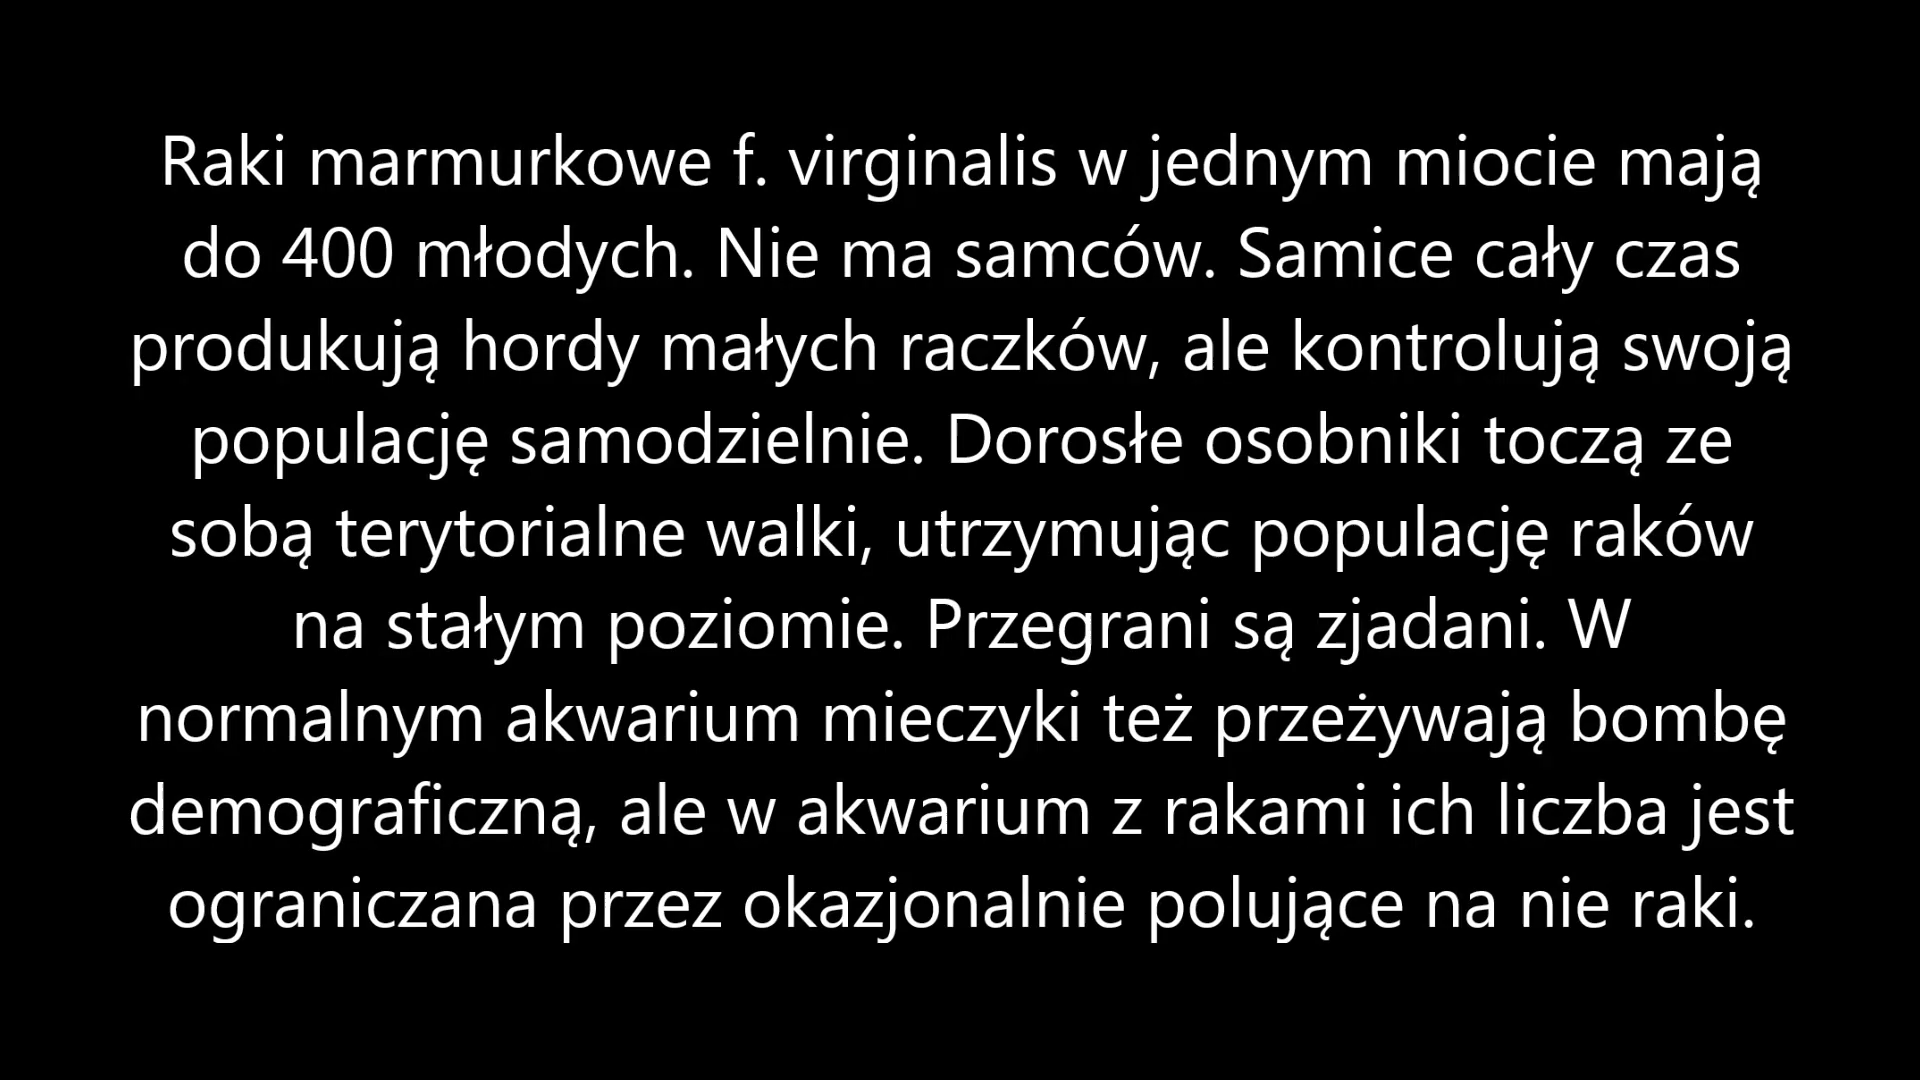 Raki marmurkowe f. virginalis w jednym miocie mają
do 400 młodych. Nie ma samców. Samice cały czas
produkują hordy małych raczków, ale kontrolują swoją
populację samodzielnie. Dorosłe osobniki toczą ze
sobą terytorialne walki, utrzymując populację raków
na stałym poziomie. Przegrani są zjadani. W
normalnym akwarium mieczyki też przeżywają bombę
demograficzną, ale w akwarium z rakami ich liczba jest
ograniczana przez okazjonalnie polujące na nie raki.